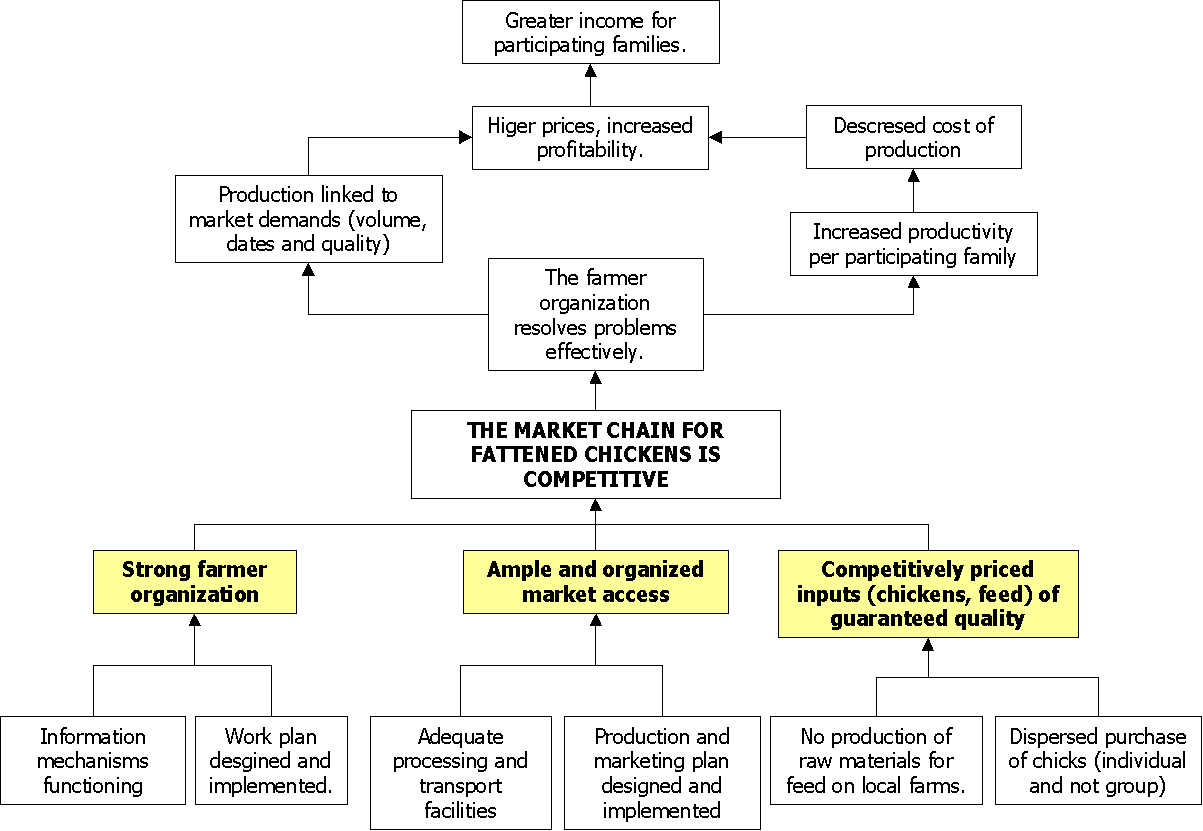 Greater income for
participating families.
Higer prices, increased
profitability.
Descresed cost of
production
Production linked to
market demands (volume,
dates and quality)
Increased productivity
per participating family
The farmer
organization
resolves problems
effectively.
THE MARKET CHAIN FOR
FATTENED CHICKENS IS
COMPETITIVE
Strong farmer
organization
Ample and organized
market access
Competitively priced
inputs (chickens, feed) of
guaranteed quality
Information
mechanisms
functioning
Work plan
desgined and
implemented.
Adequate
processing and
transport
facilities
Production and
marketing plan
designed and
implemented
No production of
raw materials for
feed on local farms.
Dispersed purchase
of chicks (individual
and not group)